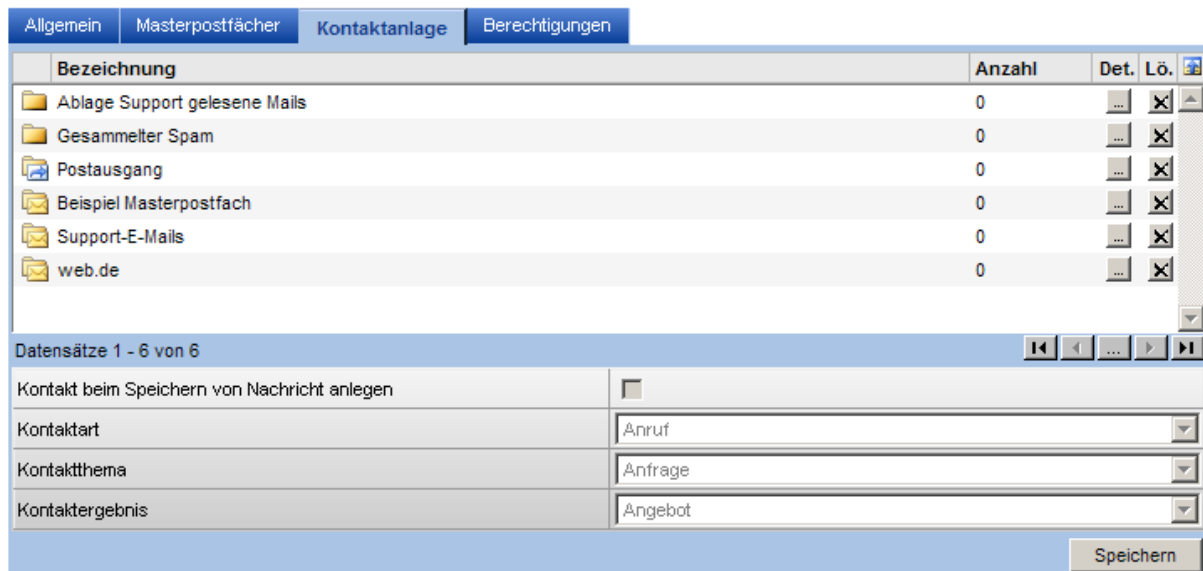 Allgemein Masterpostfächer Kontaktanlage Berechtigungen
Bezeichnung Anzahl Det. Lö.
Ablage Support gelesene Mails 0 ...
Gesammelter Spam 0 ...
Postausgang 0 ...
Beispiel Masterpostfach 0 ...
Support-E-Mails 0 ...
web.de 0 ...
Datensätze 1 - 6 von 6 ...
Kontakt beim Speichern von Nachricht anlegen
Kontaktart Anruf
Kontaktthema Anfrage
Kontaktergebnis Angebot
Speichern